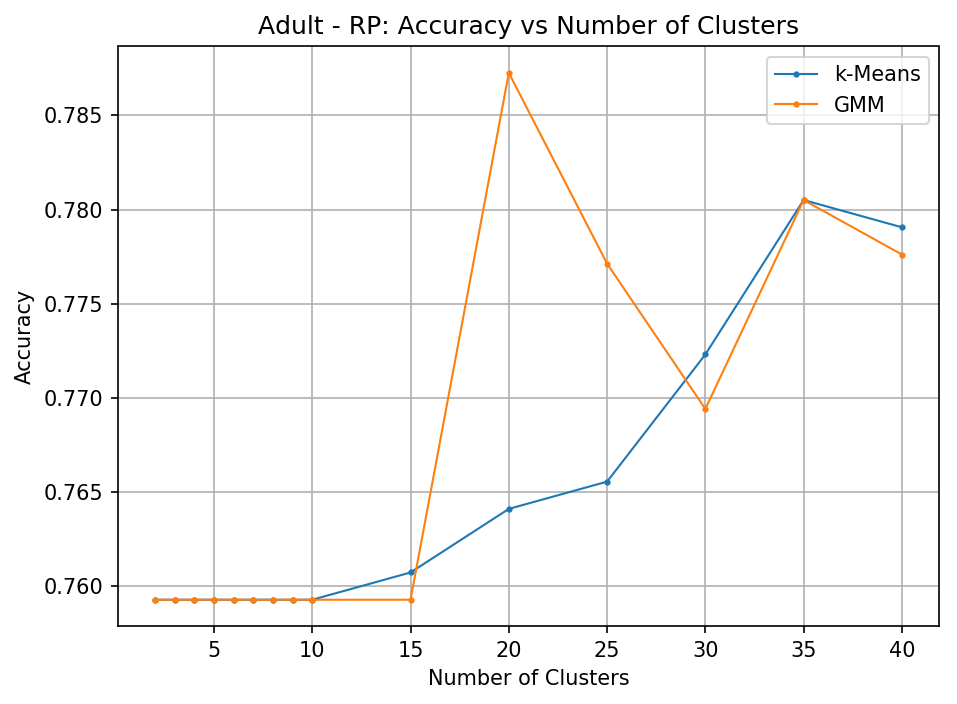 Adult - RP: Accuracy vs Number of Clusters
k-Means
GMM
Accuracy
0.785
0.780
0.775
0.770
0.765
0.760
5 10 15 20 25 30 35 40
Number of Clusters